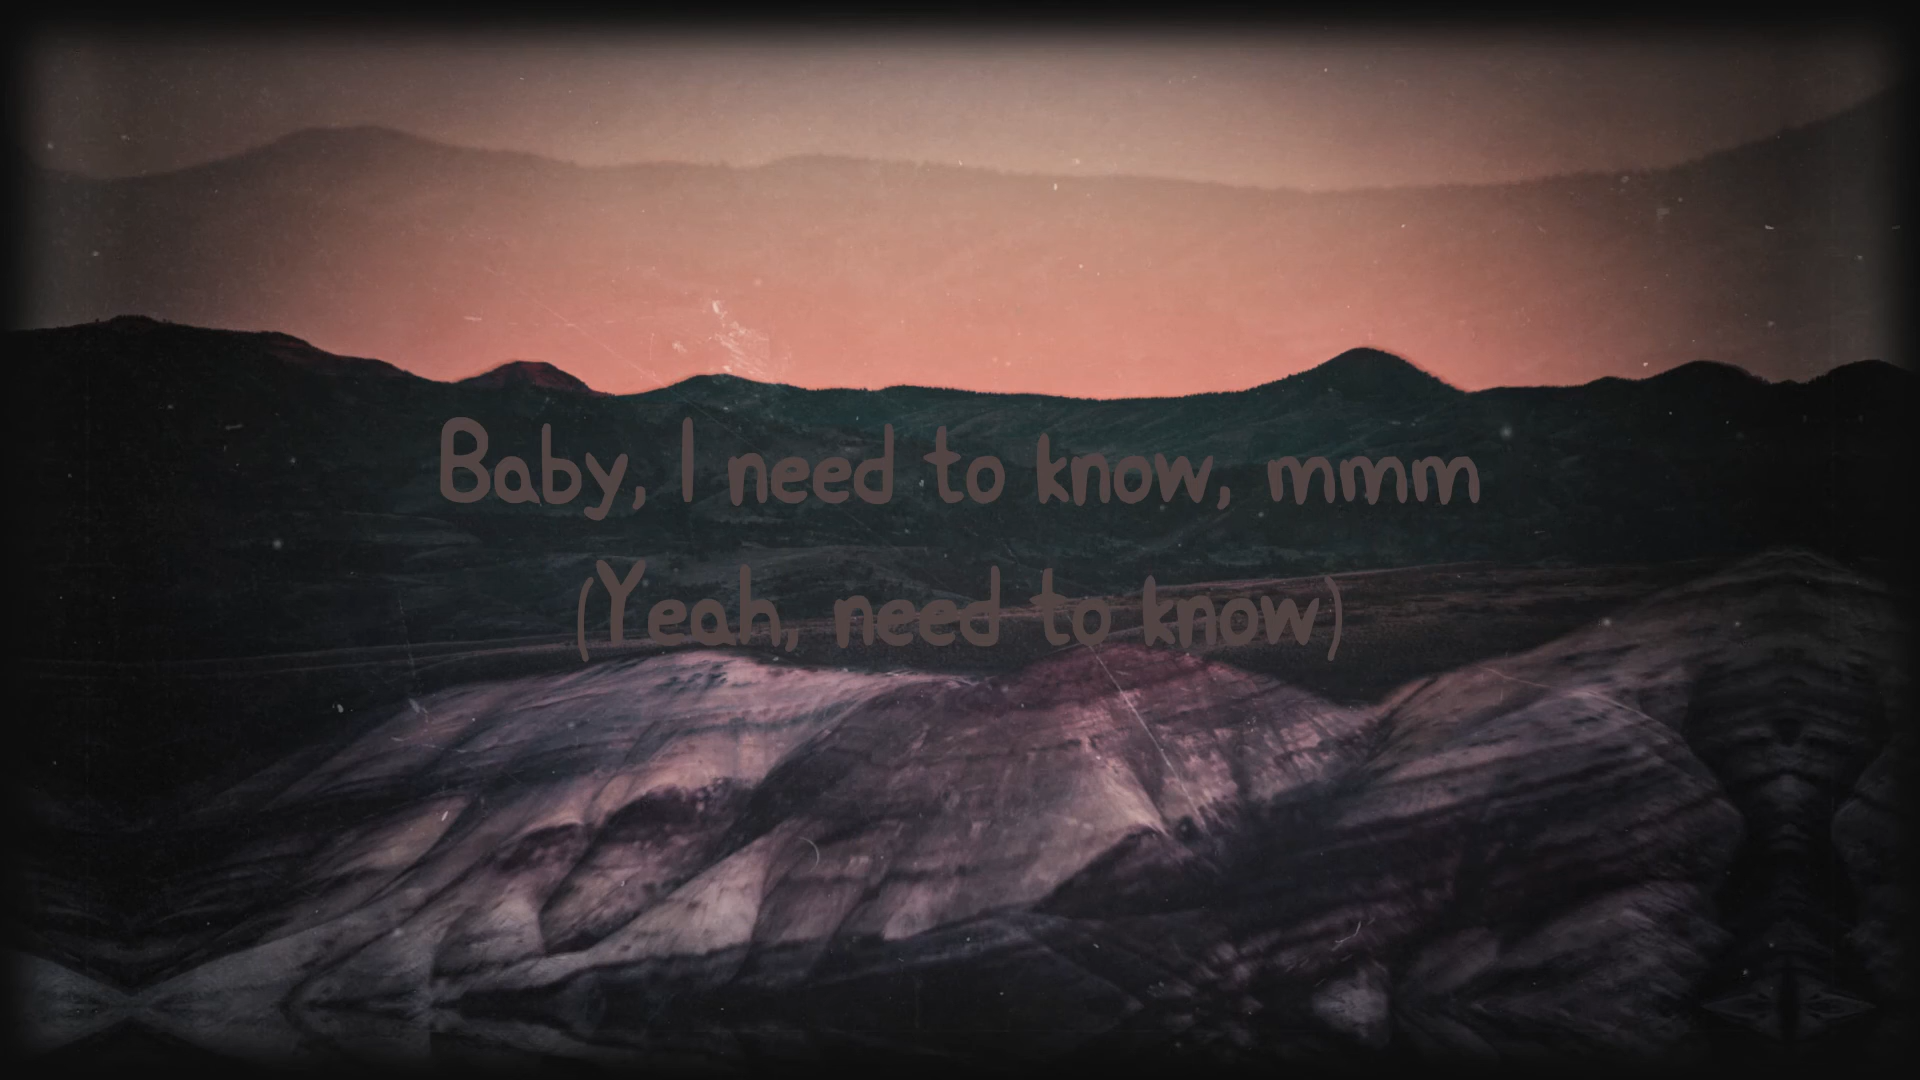 Baby, I need to know, mmm
(Yeah, need to know)